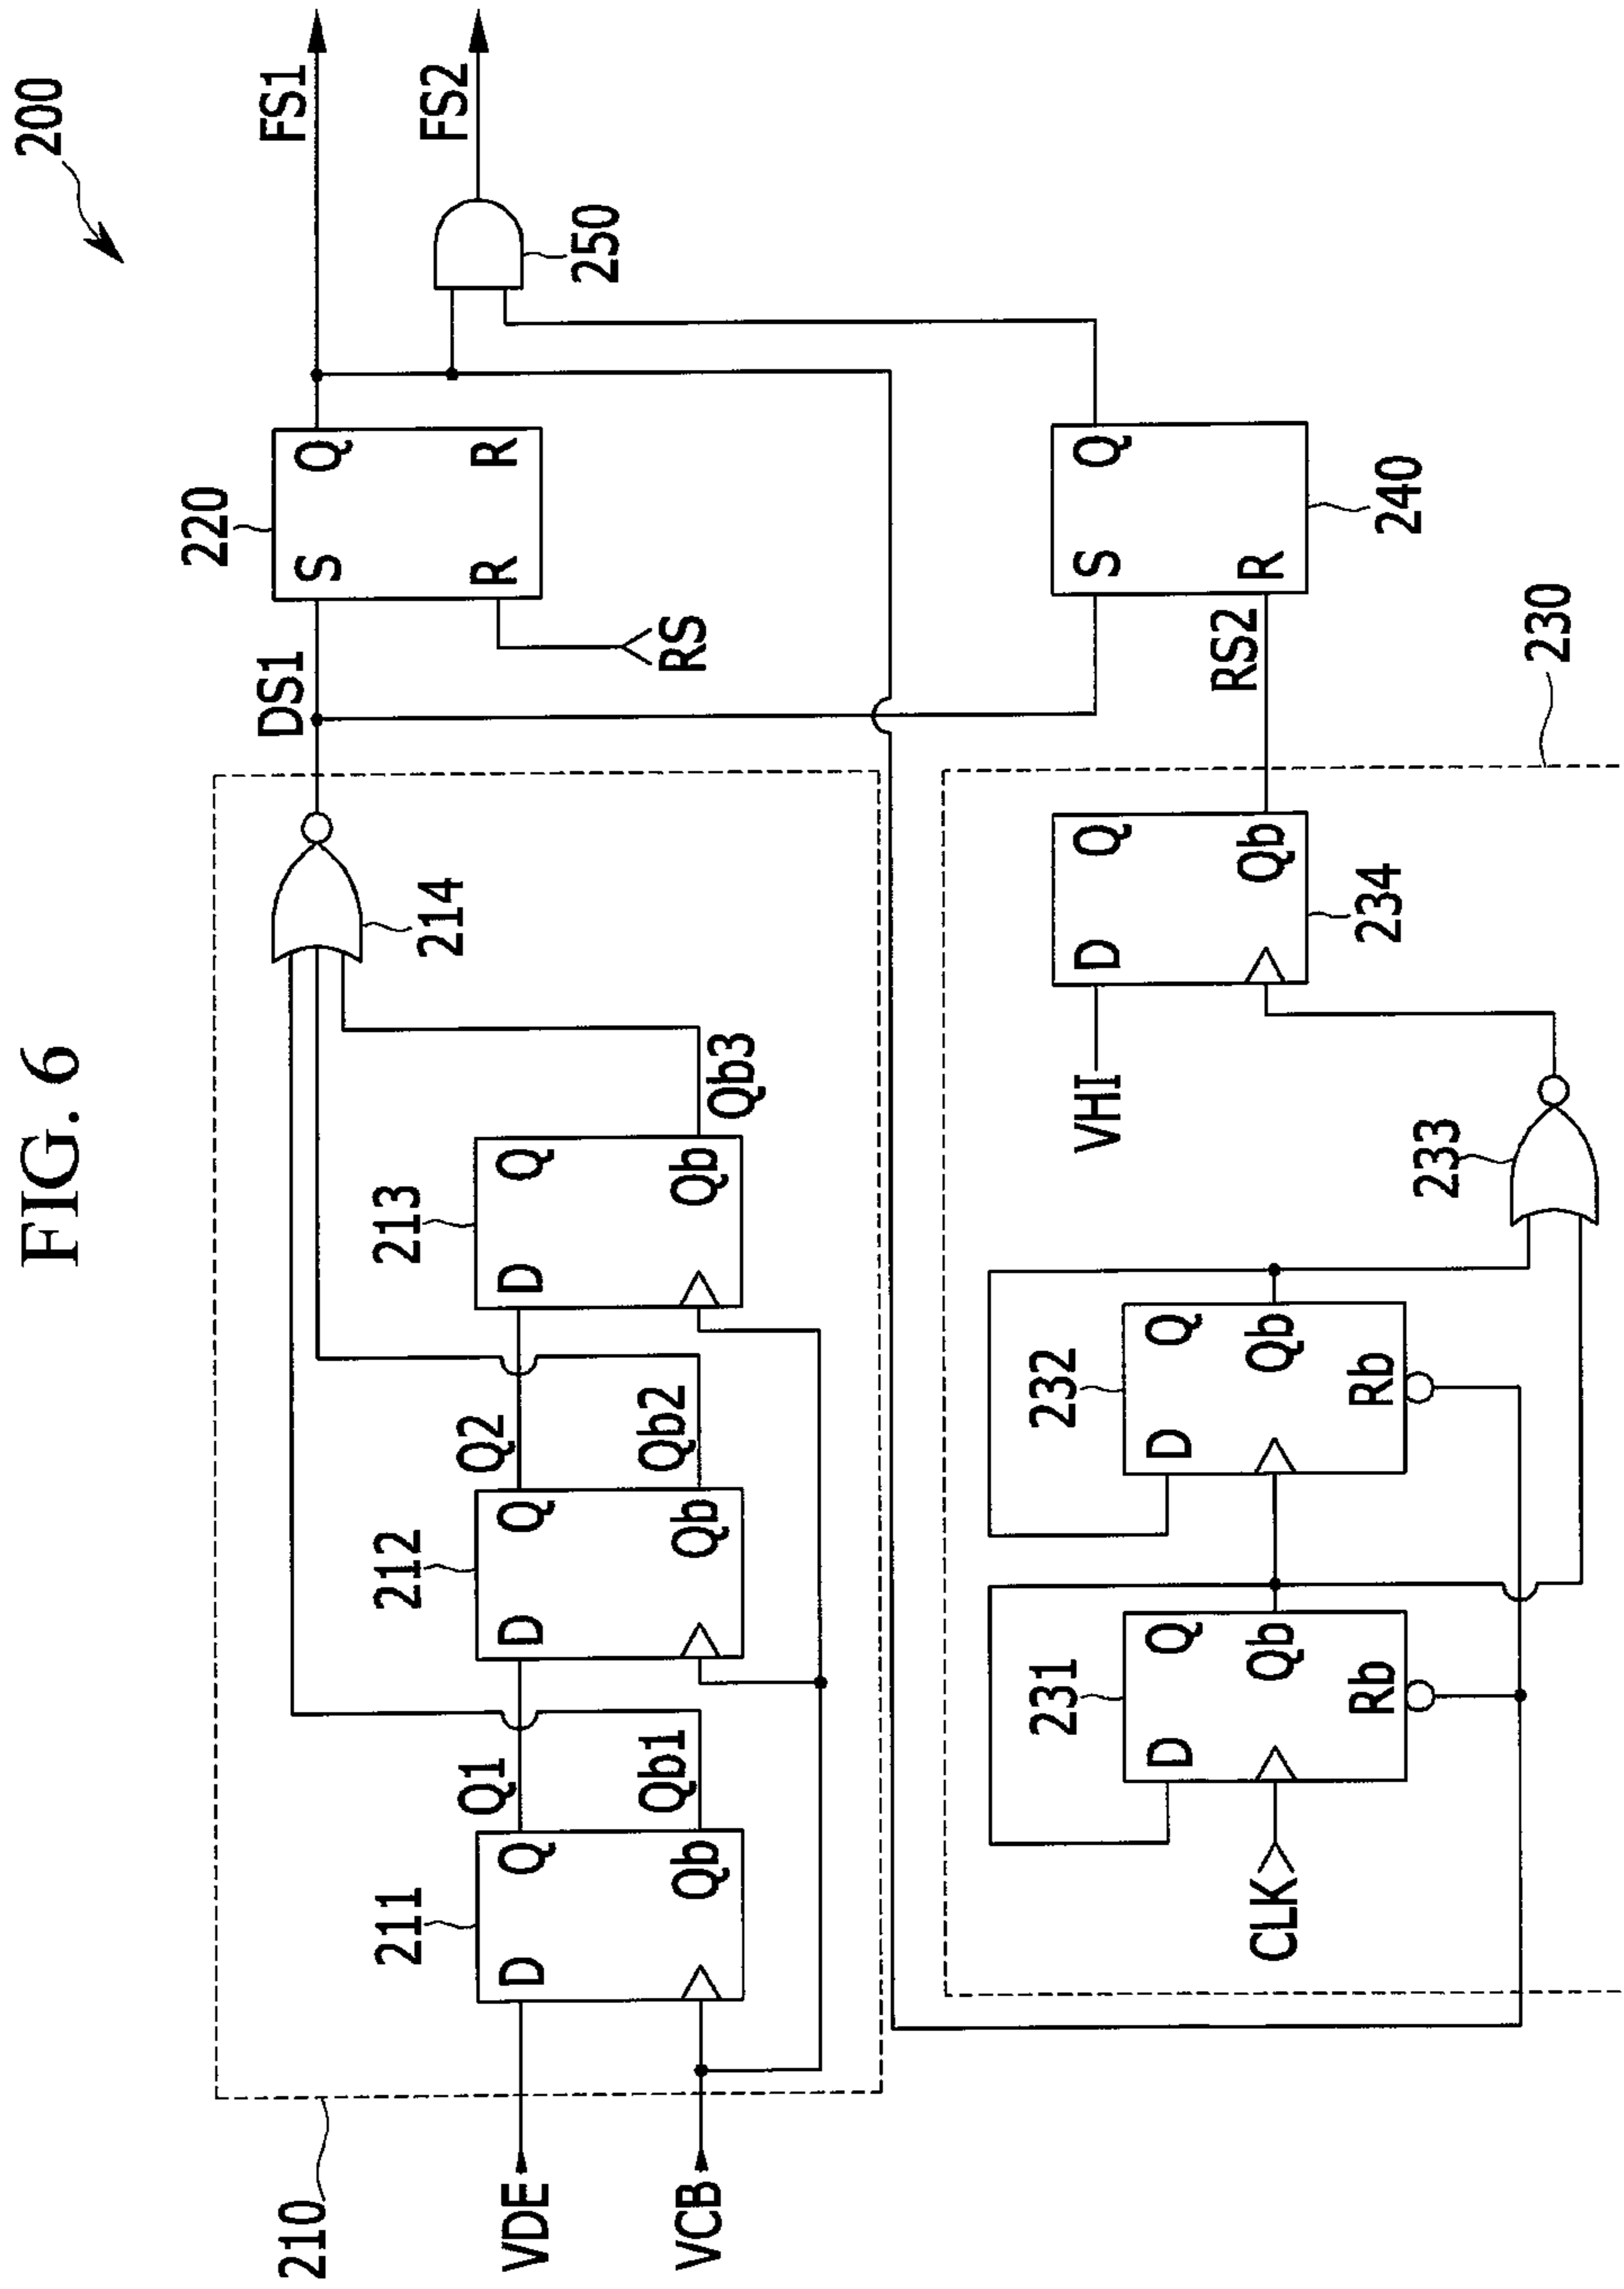 FIG. 6
200
210
VDE
VCB
211
D
Q
Qb
Q1
Qb1
212
D
Q
Qb
Q2
Qb2
213
D
Q
Qb
Qb3
214
DS1
220
S
Q
R
R
RS
FS1
FS2
250
230
CLK
231
D
Q
Qb
Rb
232
D
Q
Qb
Rb
233
VHI
234
D
Q
Qb
RS2
240
S
Q
R